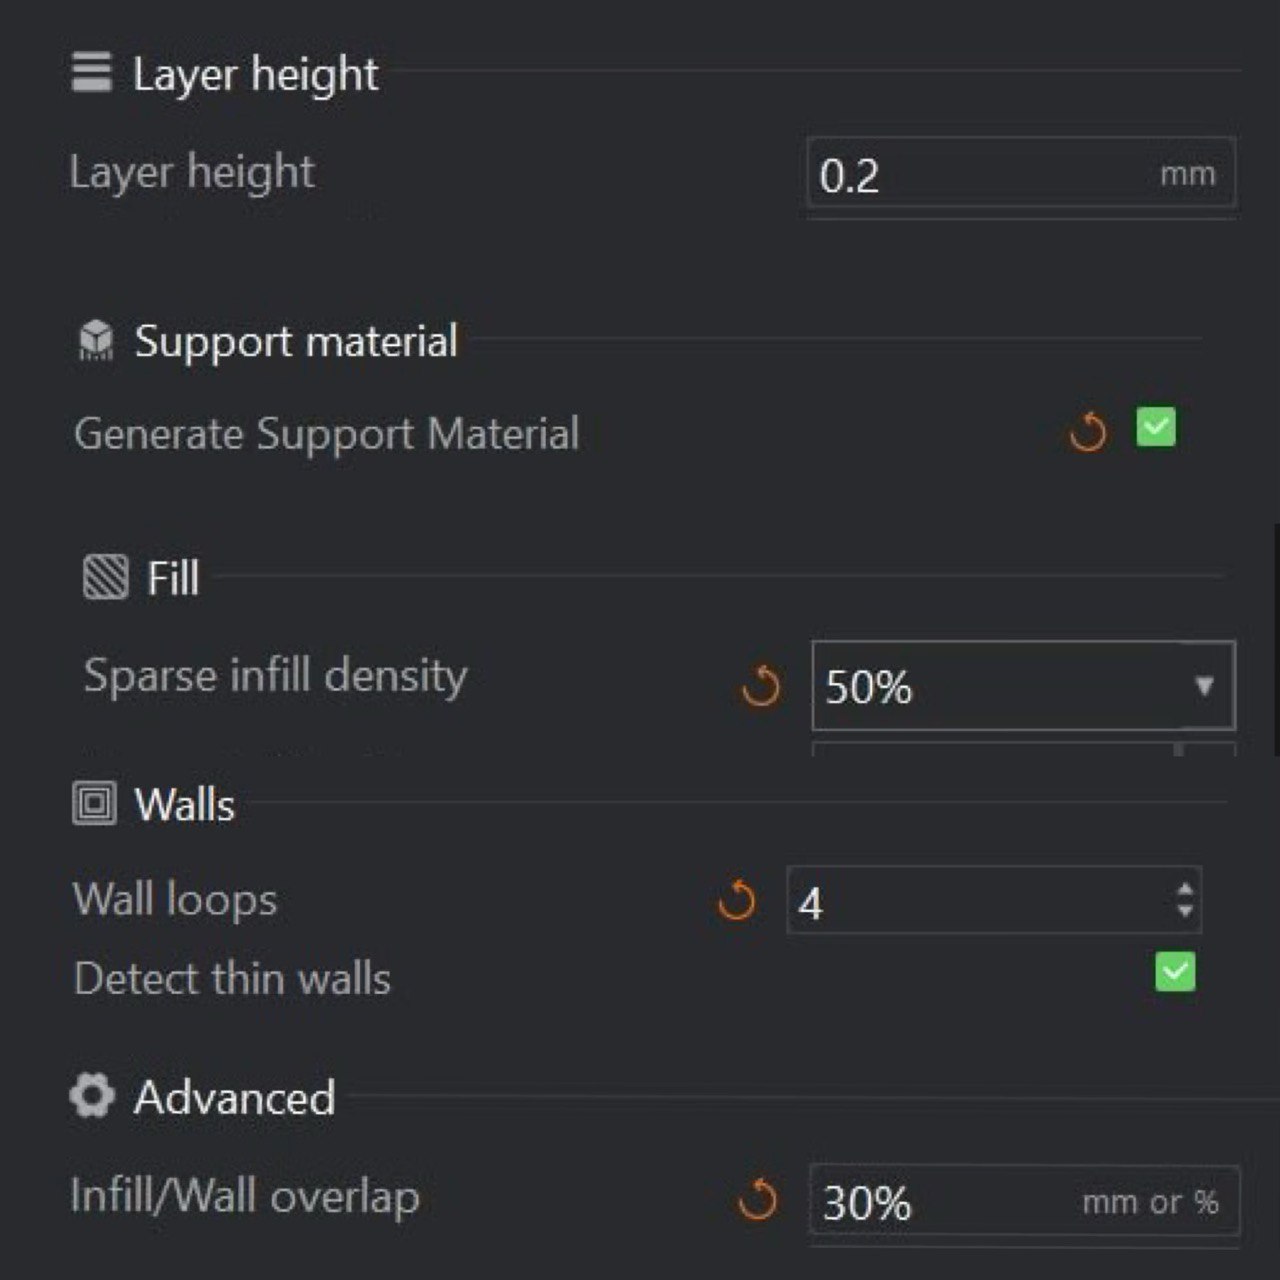 Layer height
Layer height 0.2 mm
Support material
Generate Support Material
Fill
Sparse infill density 50%
Walls
Wall loops 4
Detect thin walls
Advanced
Infill/Wall overlap 30% mm or %